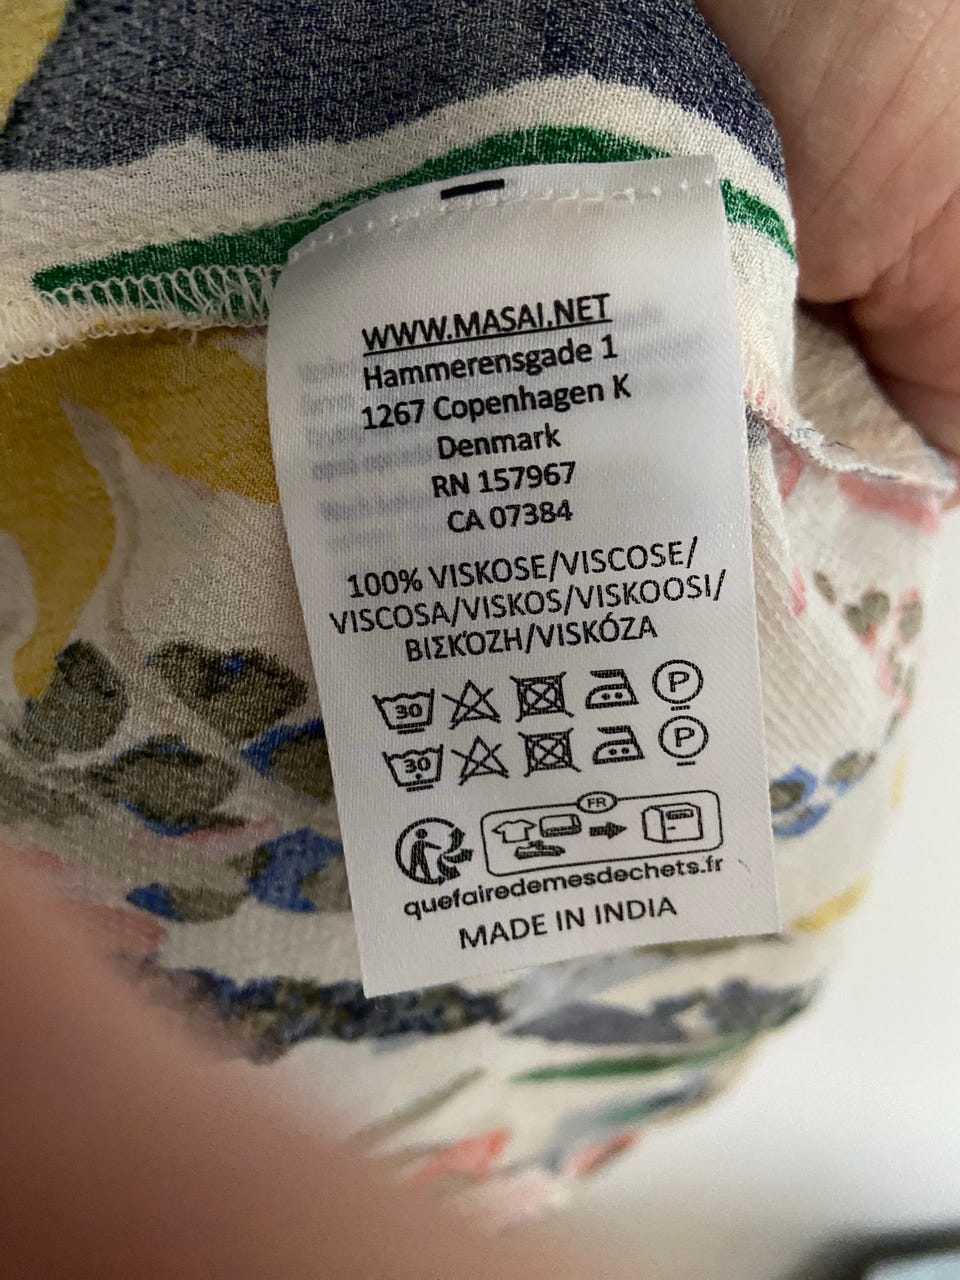 WWW.MASAI.NET
Hammerensgade 1
1267 Copenhagen K
Denmark
RN 157967
CA 07384
100% VISKOSE/VISCOSE/
VISCOSA/VISKOS/VISKOOSI/
ΒΙΣΚΌΖΗ/VISKÓZA
30 P
30 P
FR
quefairedemesdechets.fr
MADE IN INDIA